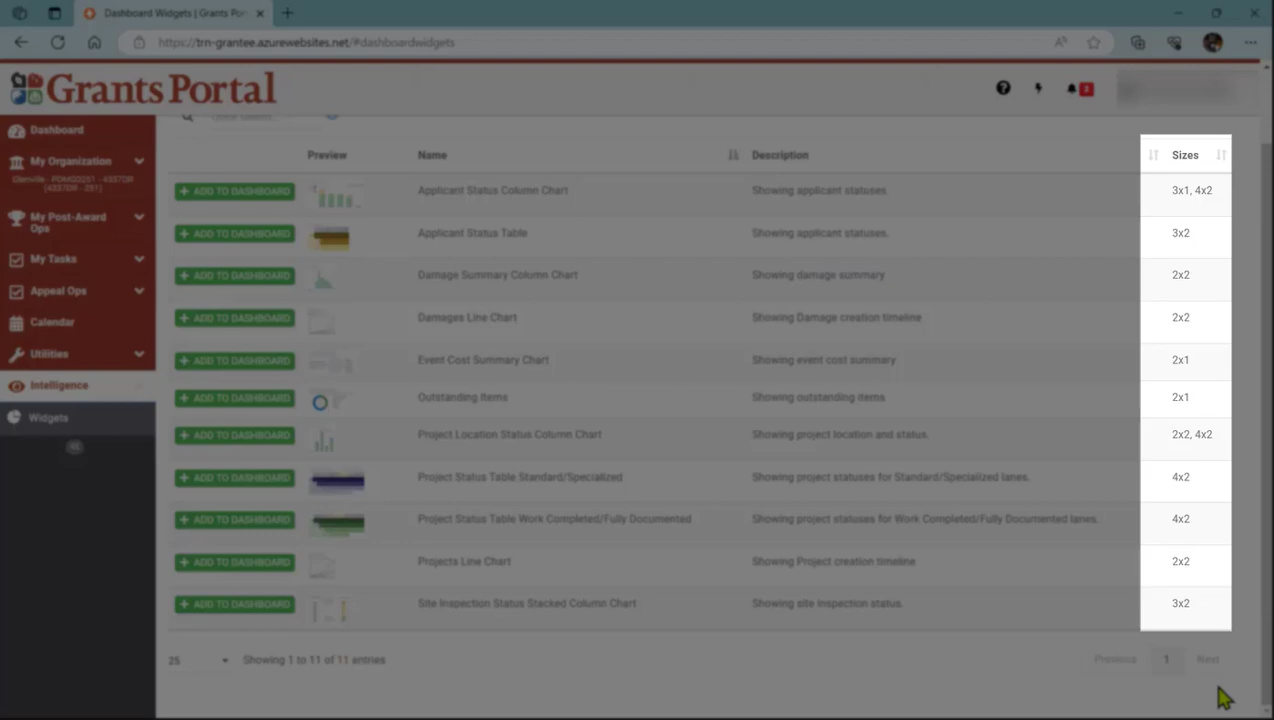 Dashboard Widgets | Grants Por
https://trn-grantee.azurewebsites.net/#dashboardwidgets
Grants Portal
3
Dashboard
My Organization
Glenville - PDMG0251 - 4337DR
(4337DR - 251)
My Post-Award
Ops
My Tasks
Appeal Ops
Calendar
Utilities
Intelligence
Widgets
Preview Name Description Sizes
ADD TO DASHBOARD Applicant Status Column Chart Showing applicant statuses. 3x1, 4x2
ADD TO DASHBOARD Applicant Status Table Showing applicant statuses. 3x2
ADD TO DASHBOARD Damage Summary Column Chart Showing damage summary 2x2
ADD TO DASHBOARD Damages Line Chart Showing Damage creation timeline 2x2
ADD TO DASHBOARD Event Cost Summary Chart Showing event cost summary 2x1
ADD TO DASHBOARD Outstanding Items Showing outstanding items 2x1
ADD TO DASHBOARD Project Location Status Column Chart Showing project location and status. 2x2, 4x2
ADD TO DASHBOARD Project Status Table Standard/Specialized Showing project statuses for Standard/Specialized lanes. 4x2
ADD TO DASHBOARD Project Status Table Work Completed/Fully Documented Showing project statuses for Work Completed/Fully Documented lanes. 4x2
ADD TO DASHBOARD Projects Line Chart Showing Project creation timeline 2x2
ADD TO DASHBOARD Site Inspection Status Stacked Column Chart Showing site inspection status. 3x2
25 Showing 1 to 11 of 11 entries Previous 1 Next